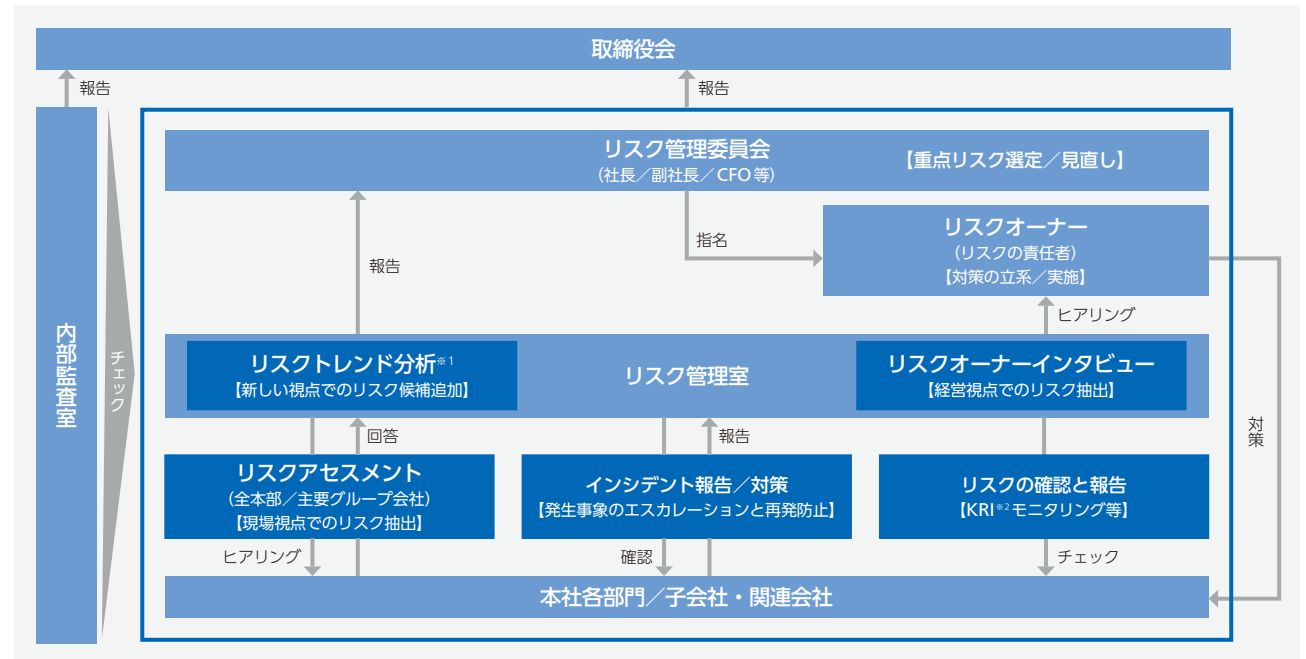 取締役会
報告
報告
内部監査室
チェック
リスク管理委員会
(社長／副社長／CFO等)
【重点リスク選定／見直し】
指名
リスクオーナー
(リスクの責任者)
【対策の立系／実施】
報告
ヒアリング
リスクトレンド分析※1
【新しい視点でのリスク候補追加】
リスク管理室
リスクオーナーインタビュー
【経営視点でのリスク抽出】
対策
回答
報告
リスクアセスメント
(全本部／主要グループ会社)
【現場視点でのリスク抽出】
インシデント報告／対策
【発生事象のエスカレーションと再発防止】
リスクの確認と報告
【KRI※2モニタリング等】
ヒアリング
確認
チェック
本社各部門／子会社・関連会社